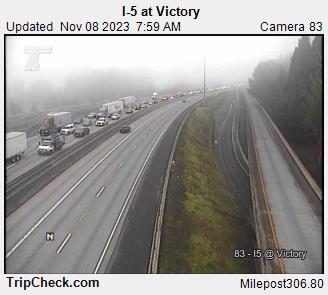 I-5 at Victory
Updated Nov 08 2023 7:59 AM Camera 83
N
83 - I5 @ Victory
TripCheck.com Milepost306.80